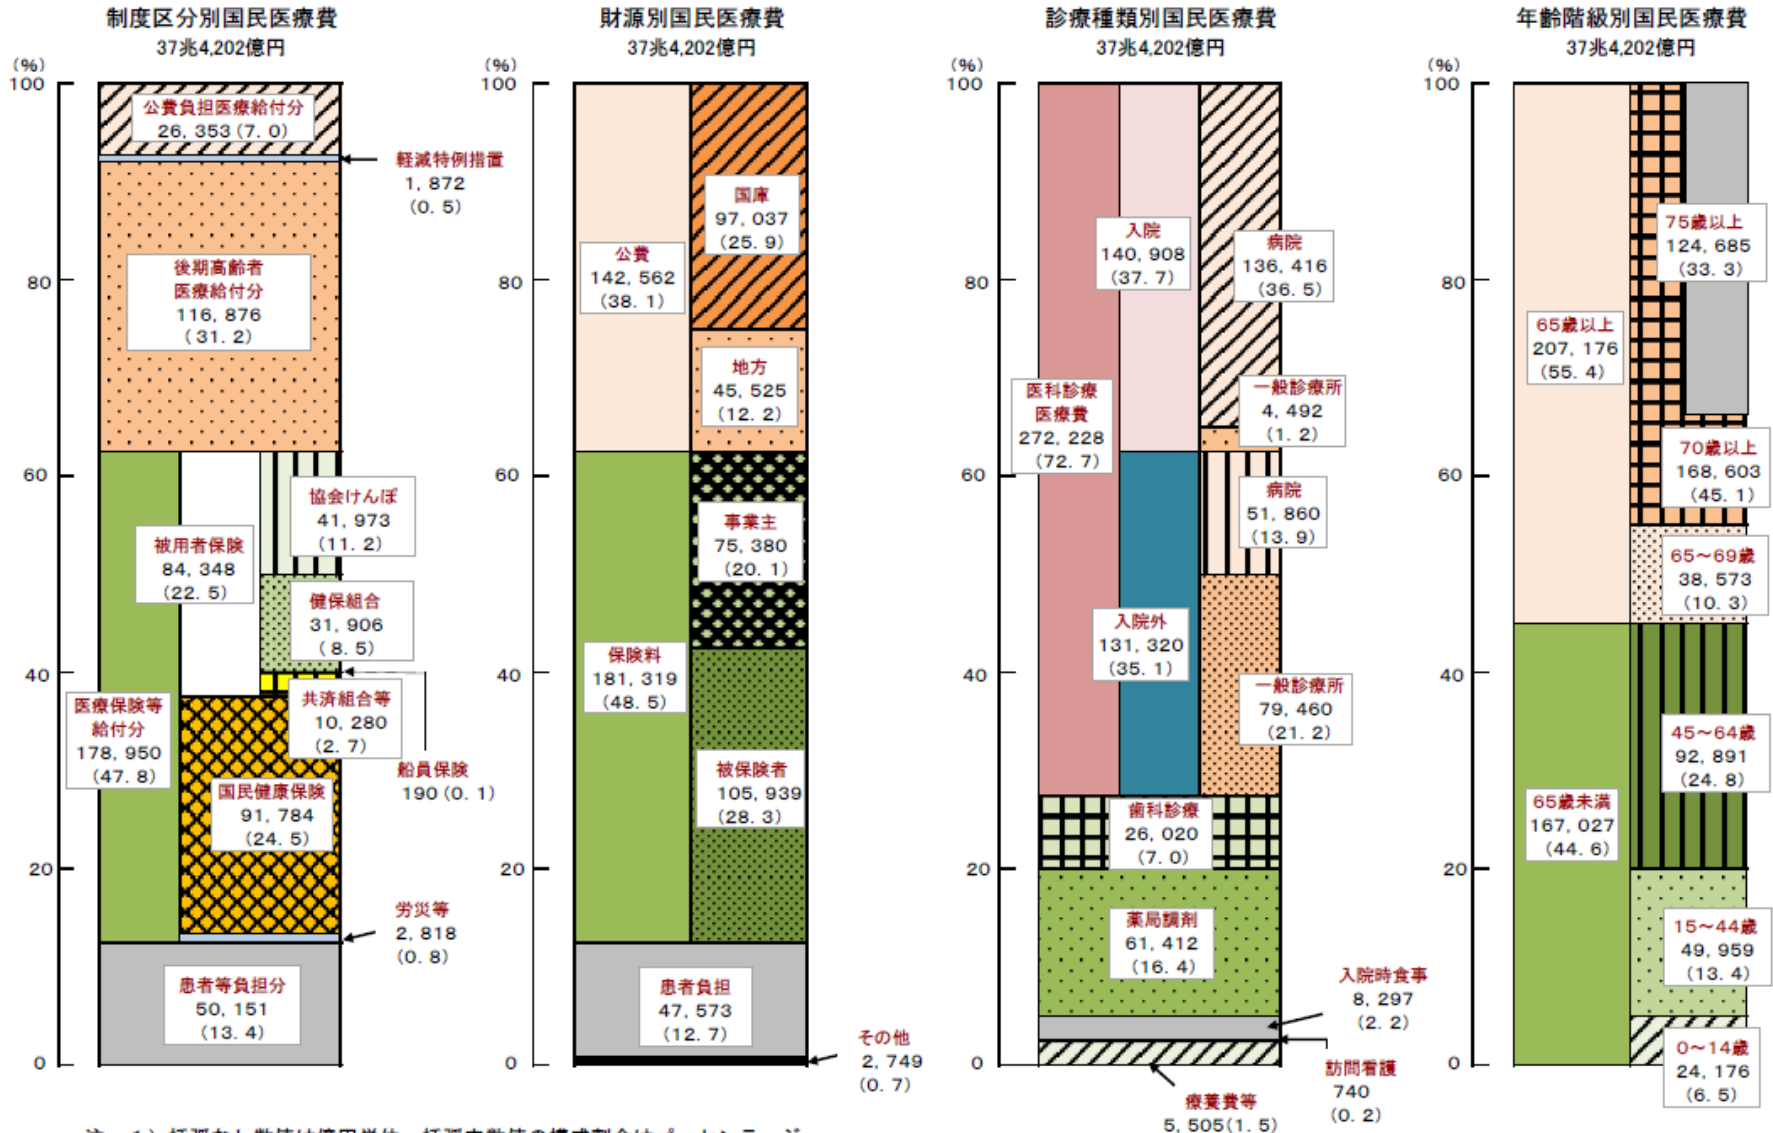 制度区分別国民医療費
37兆4,202億円
(%)
100
80
60
40
20
0
公費負担医療給付分
26,353(7.0)
軽減特例措置
1,872
(0.5)
後期高齢者
医療給付分
116,876
(31.2)
協会けんぽ
41,973
(11.2)
被用者保険
84,348
(22.5)
健保組合
31,906
(8.5)
共済組合等
10,280
(2.7)
医療保険等
給付分
178,950
(47.8)
船員保険
190(0.1)
国民健康保険
91,784
(24.5)
労災等
2,818
(0.8)
患者等負担分
50,151
(13.4)
財源別国民医療費
37兆4,202億円
(%)
100
80
60
40
20
0
公費
142,562
(38.1)
国庫
97,037
(25.9)
地方
45,525
(12.2)
事業主
75,380
(20.1)
保険料
181,319
(48.5)
被保険者
105,939
(28.3)
患者負担
47,573
(12.7)
その他
2,749
(0.7)
診療種類別国民医療費
37兆4,202億円
(%)
100
80
60
40
20
0
入院
140,908
(37.7)
病院
136,416
(36.5)
医科診療
医療費
272,228
(72.7)
一般診療所
4,492
(1.2)
病院
51,860
(13.9)
入院外
131,320
(35.1)
一般診療所
79,460
(21.2)
歯科診療
26,020
(7.0)
薬局調剤
61,412
(16.4)
入院時食事
8,297
(2.2)
訪問看護
740
(0.2)
療養費等
5,505(1.5)
年齢階級別国民医療費
37兆4,202億円
(%)
100
80
60
40
20
0
75歳以上
124,685
(33.3)
65歳以上
207,176
(55.4)
70歳以上
168,603
(45.1)
65～69歳
38,573
(10.3)
45～64歳
92,891
(24.8)
65歳未満
167,027
(44.6)
15～44歳
49,959
(13.4)
0～14歳
24,176
(6.5)